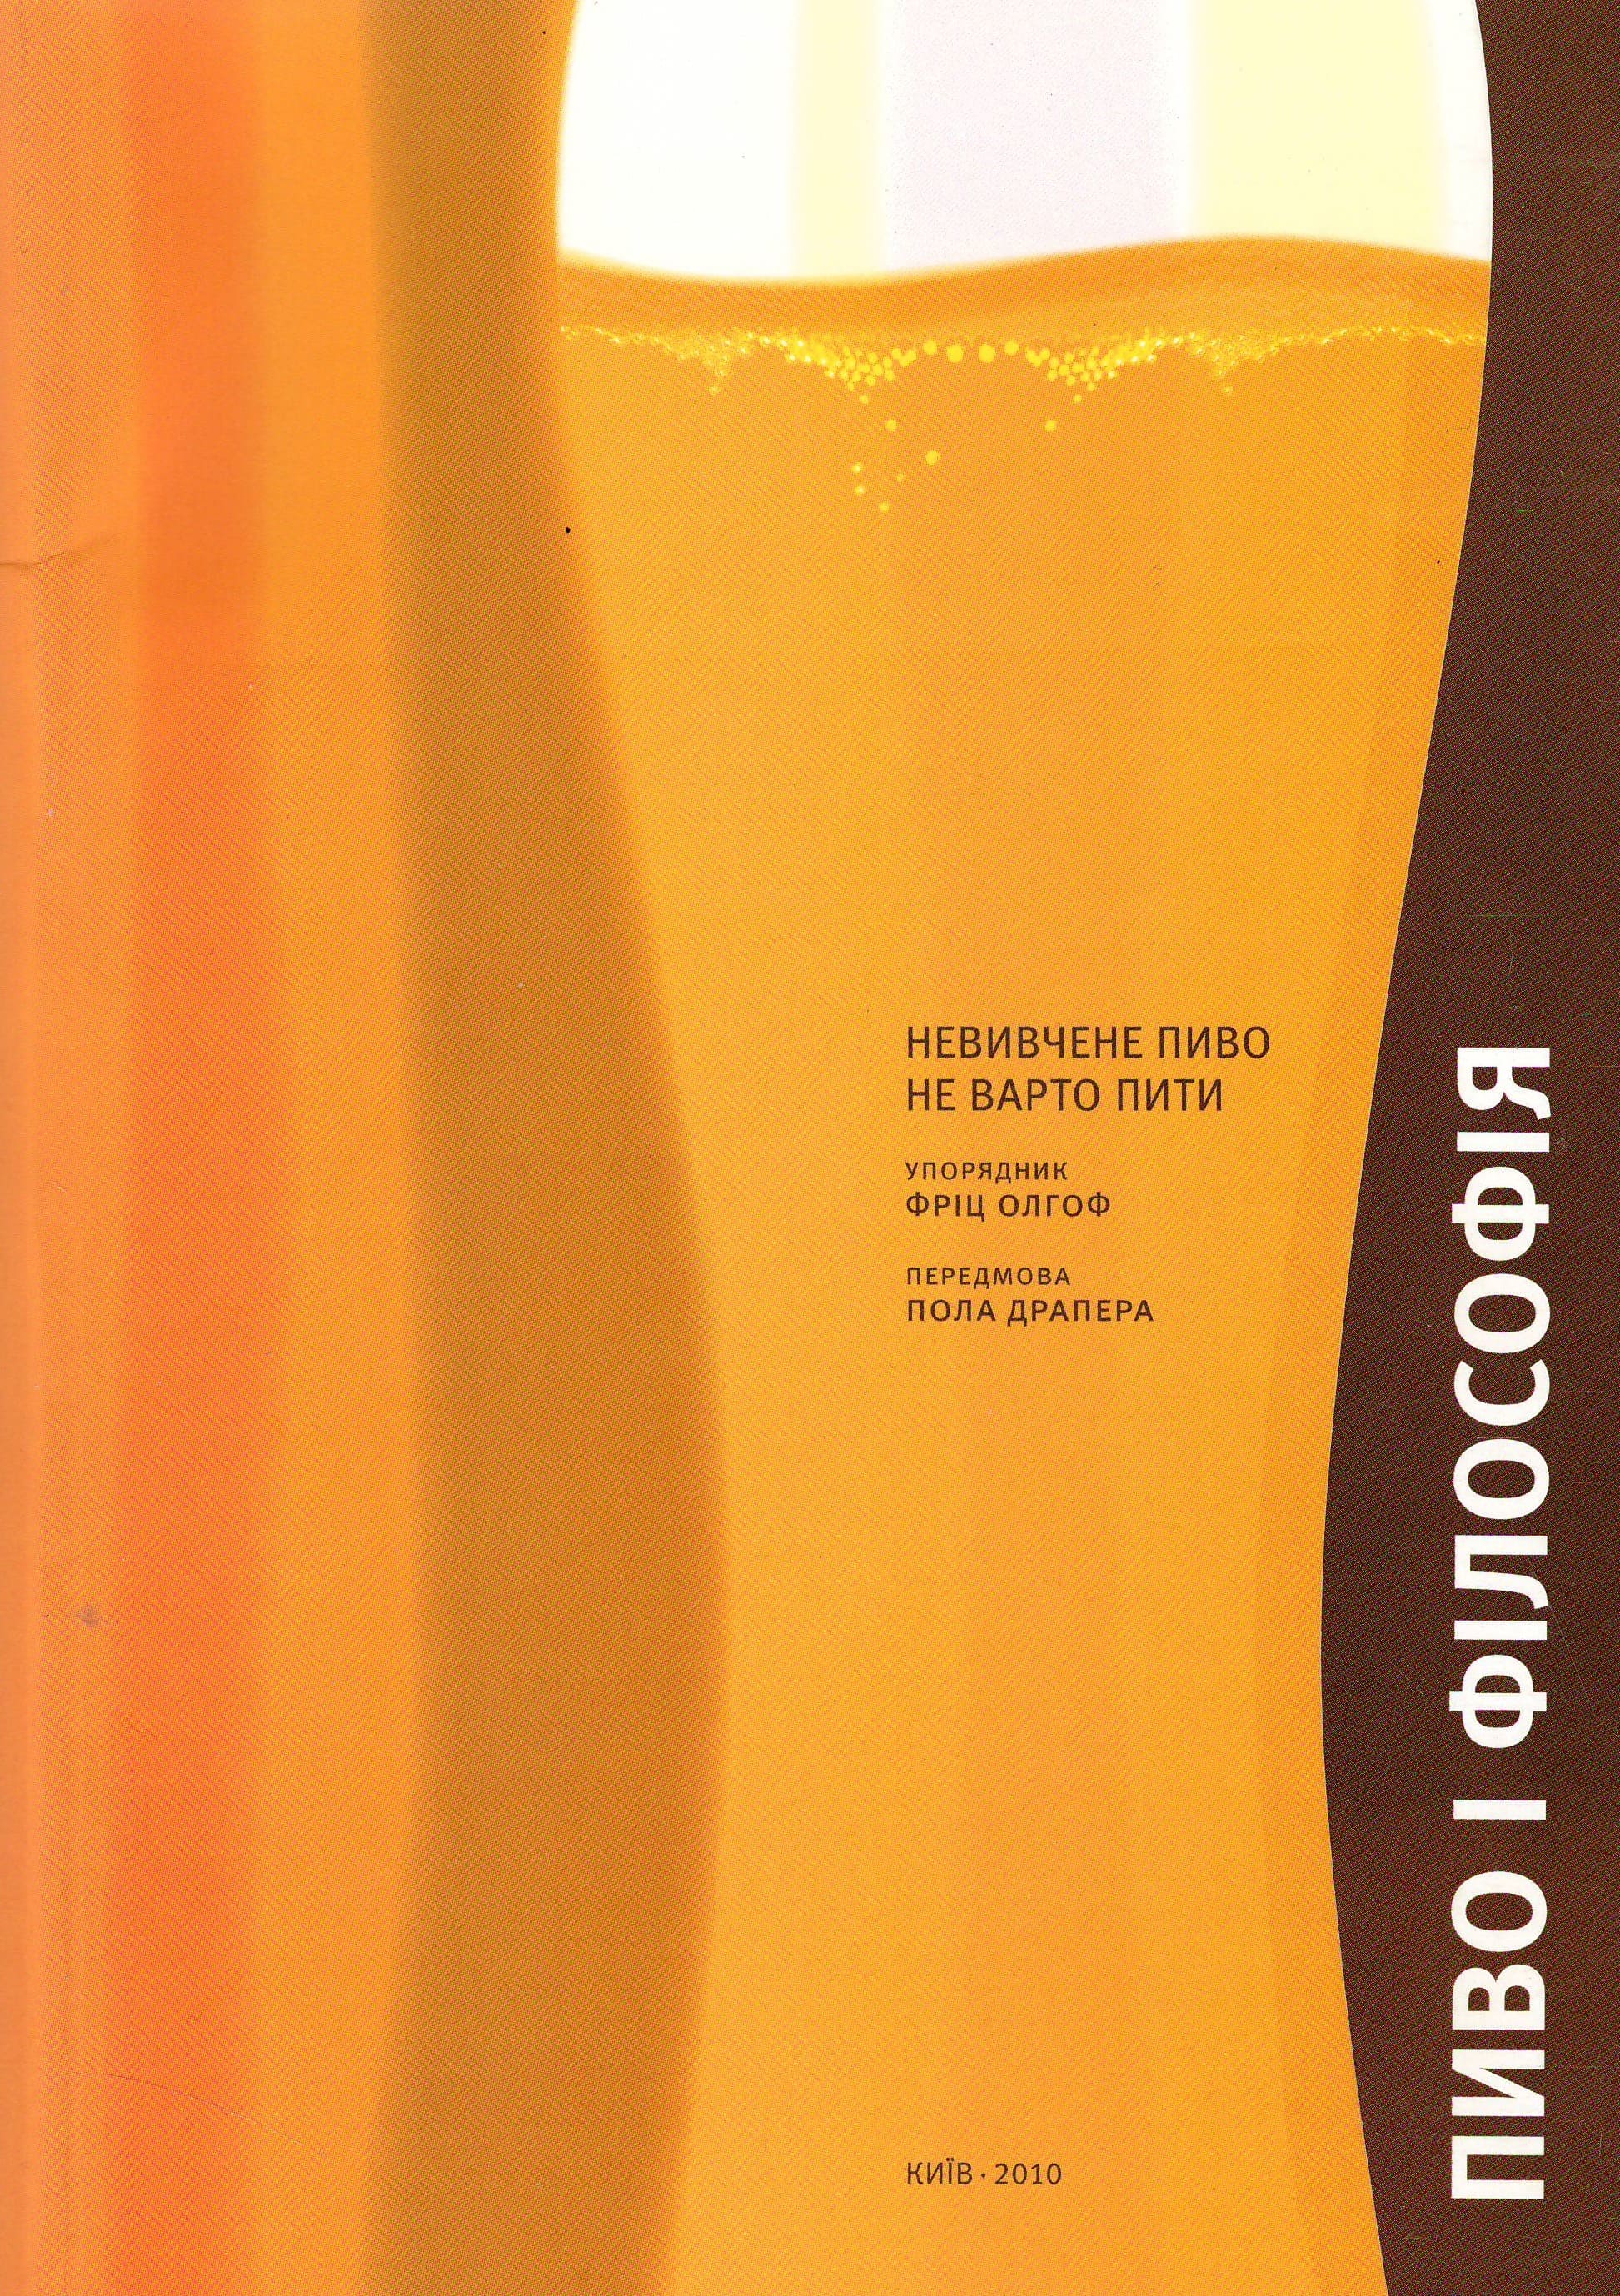 НЕВИВЧЕНЕ ПИВО
НЕ ВАРТО ПИТИ
УПОРЯДНИК
ФРІЦ ОЛГОФ
ПЕРЕДМОВА
ПОЛА ДРАПЕРА
КИЇВ · 2010
ПИВО І ФІЛОСОФІЯ